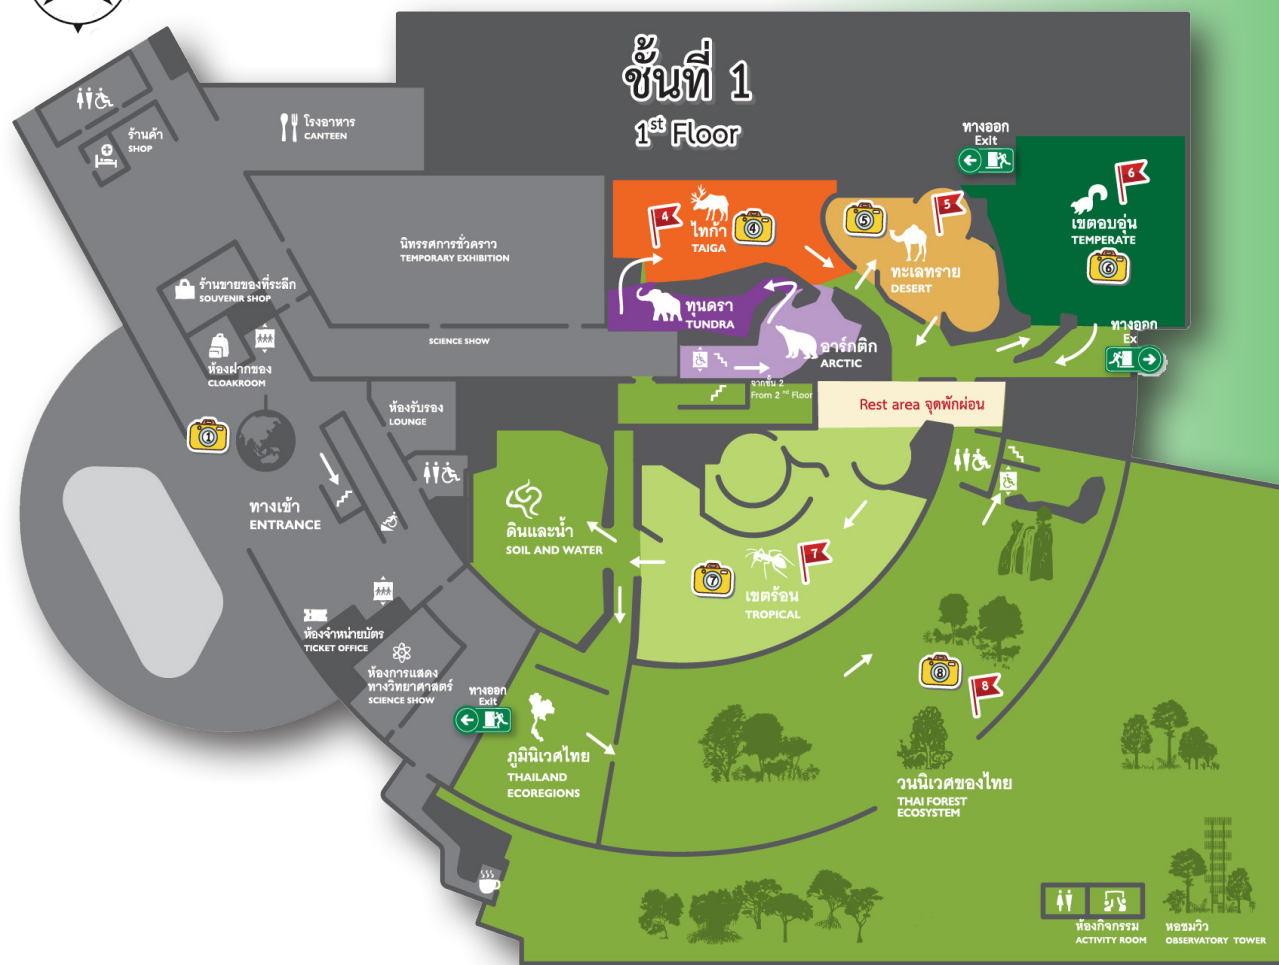 ชั้นที่ 1
1st Floor
โรงอาหาร
CANTEEN
ร้านค้า
SHOP
ทางออก
Exit
6
เขตอบอุ่น
TEMPERATE
6
4
ไทก้า
TAIGA
4
5
5
ทะเลทราย
DESERT
นิทรรศการชั่วคราว
TEMPORARY EXHIBITION
ร้านขายของที่ระลึก
SOUVENIR SHOP
ทุนดรา
TUNDRA
ทางออก
Ex
SCIENCE SHOW
อาร์กติก
ARCTIC
ห้องฝากของ
CLOAKROOM
จากชั้น 2
From 2 nd Floor
Rest area จุดพักผ่อน
ห้องรับรอง
LOUNGE
1
ทางเข้า
ENTRANCE
ดินและน้ำ
SOIL AND WATER
7
7
เขตร้อน
TROPICAL
ห้องจำหน่ายบัตร
TICKET OFFICE
ห้องการแสดง
ทางวิทยาศาสตร์
SCIENCE SHOW
ทางออก
Exit
8
8
ภูมินิเวศไทย
THAILAND
ECOREGIONS
วนนิเวศของไทย
THAI FOREST
ECOSYSTEM
ห้องกิจกรรม
ACTIVITY ROOM
หอชมวิว
OBSERVATORY TOWER